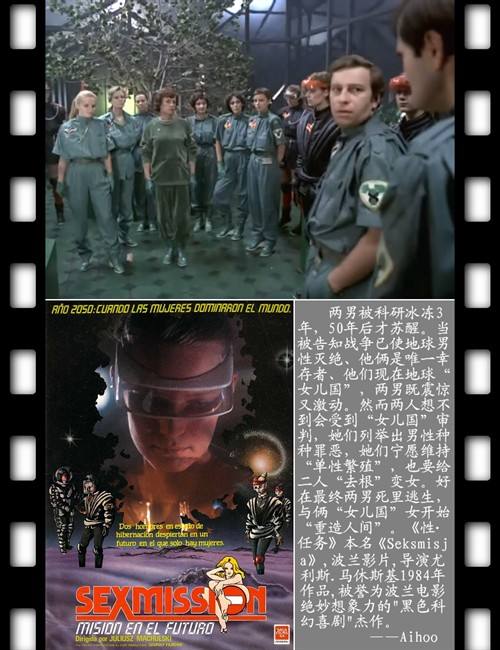 AÑO 2050: CUANDO LAS MUJERES DOMINARON EL MUNDO.
Dos hombres en estado de
hibernación despiertan en un
futuro en el que solo hay mujeres.
SEXMISSION
MISION EN EL FUTURO
Dirigida por JULIUSZ MACHULSKI
两男被科研冰冻3
年，50年后才苏醒。当
被告知战争已使地球男
性灭绝、他俩是唯一幸
存者、他们现在地球“
女儿国”，两男既震惊
又激动。然而两人想不
到会受到“女儿国”审
判，她们列举出男性种
种罪恶，她们宁愿维持
“单性繁殖”，也要给
二人“去根”变女。好
在最终两男死里逃生，
与俩“女儿国”女开始
“重造人间”。 《性·
任务》本名《Seksmisj
a》,波兰影片,导演尤
利斯.马休斯基1984年
作品,被誉为波兰电影
绝妙想象力的"黑色科
幻喜剧"杰作。
——Aihoo